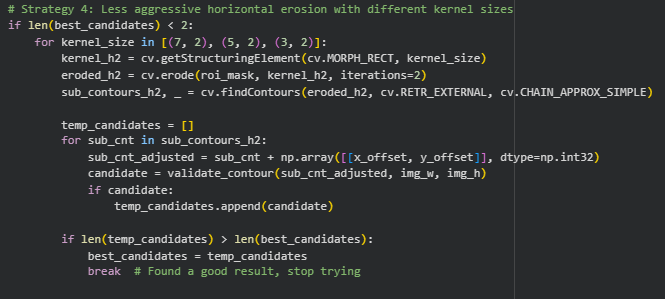 # Strategy 4: Less aggressive horizontal erosion with different kernel sizes
if len(best_candidates) < 2:
    for kernel_size in [(7, 2), (5, 2), (3, 2)]:
        kernel_h2 = cv.getStructuringElement(cv.MORPH_RECT, kernel_size)
        eroded_h2 = cv.erode(roi_mask, kernel_h2, iterations=2)
        sub_contours_h2, _ = cv.findContours(eroded_h2, cv.RETR_EXTERNAL, cv.CHAIN_APPROX_SIMPLE)

        temp_candidates = []
        for sub_cnt in sub_contours_h2:
            sub_cnt_adjusted = sub_cnt + np.array([[x_offset, y_offset]], dtype=np.int32)
            candidate = validate_contour(sub_cnt_adjusted, img_w, img_h)
            if candidate:
                temp_candidates.append(candidate)

        if len(temp_candidates) > len(best_candidates):
            best_candidates = temp_candidates
            break  # Found a good result, stop trying